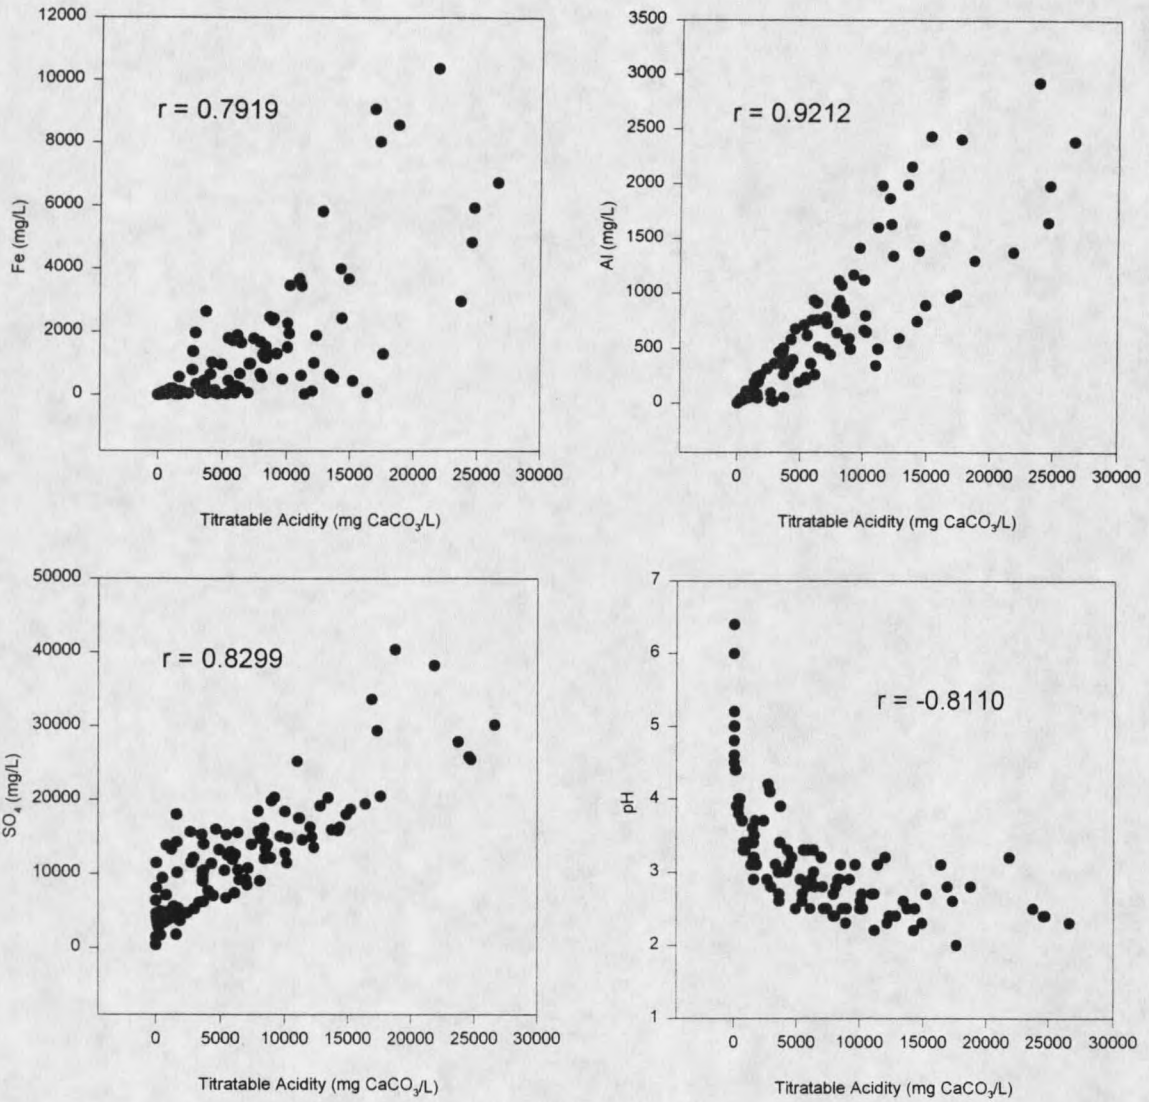 12000
10000
8000
6000
4000
2000
0
Fe (mg/L)
r = 0.7919
0 5000 10000 15000 20000 25000 30000
Titratable Acidity (mg CaCO₃/L)
3500
3000
2500
2000
1500
1000
500
0
Al (mg/L)
r = 0.9212
0 5000 10000 15000 20000 25000 30000
Titratable Acidity (mg CaCO₃/L)
50000
40000
30000
20000
10000
0
SO₄ (mg/L)
r = 0.8299
0 5000 10000 15000 20000 25000 30000
Titratable Acidity (mg CaCO₃/L)
7
6
5
4
3
2
1
pH
r = -0.8110
0 5000 10000 15000 20000 25000 30000
Titratable Acidity (mg CaCO₃/L)